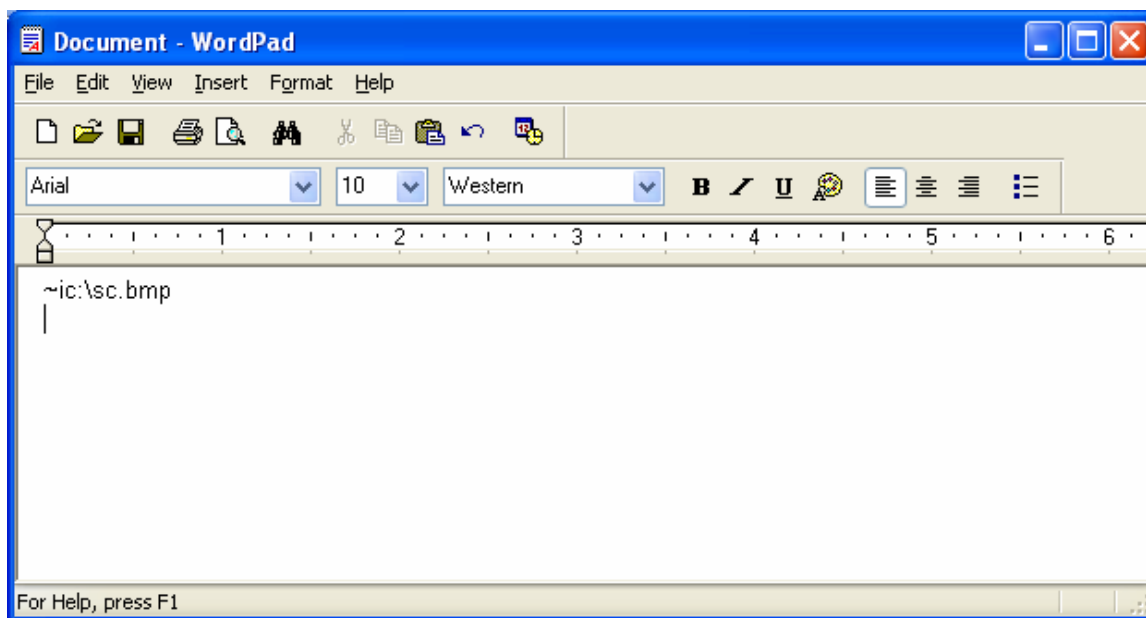 Document - WordPad
File Edit View Insert Format Help
Arial 10 Western B / U
1 2 3 4 5 6
~ic:\sc.bmp
For Help, press F1